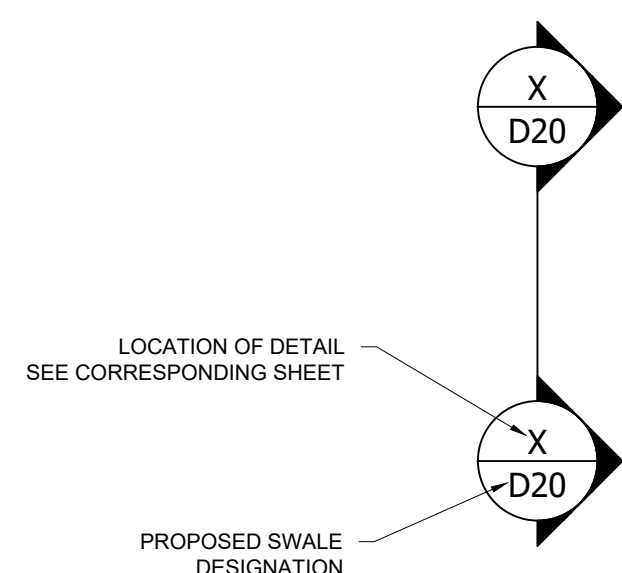 X
D20
LOCATION OF DETAIL
SEE CORRESPONDING SHEET
X
D20
PROPOSED SWALE
DESIGNATION